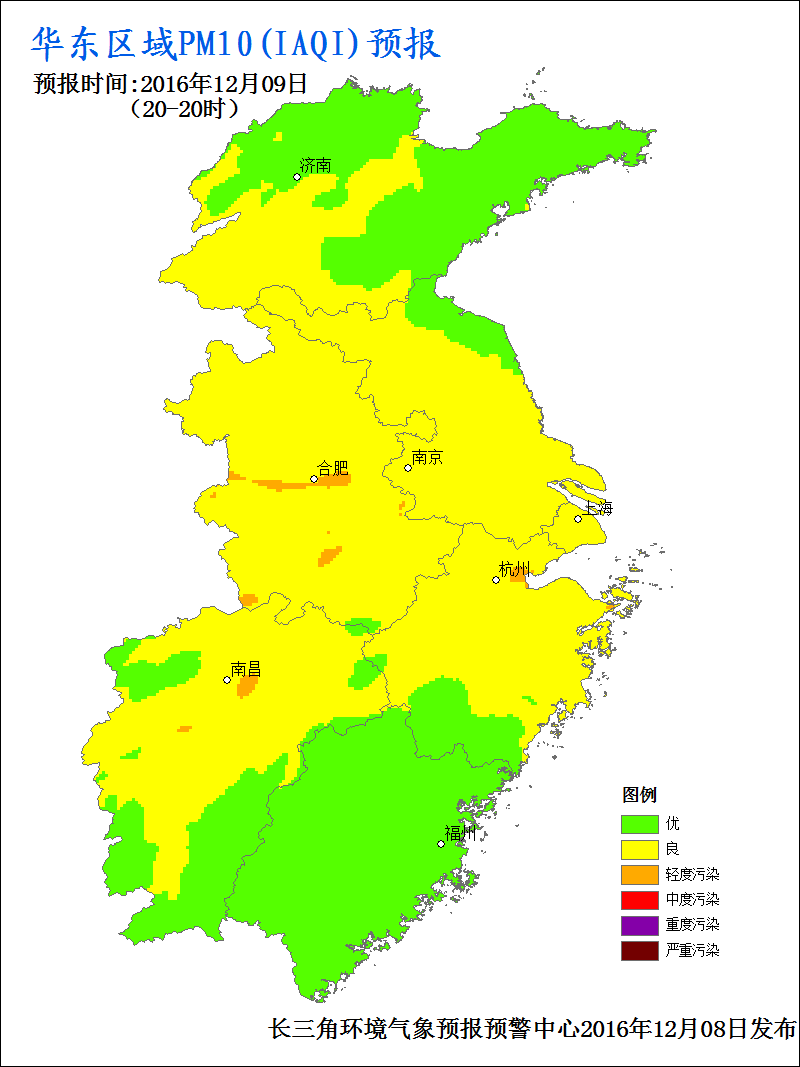 华东区域PM10(IAQI)预报
预报时间:2016年12月09日
（20-20时）
济南
合肥
南京
上海
杭州
南昌
福州
图例
优
良
轻度污染
中度污染
重度污染
严重污染
长三角环境气象预报预警中心2016年12月08日发布